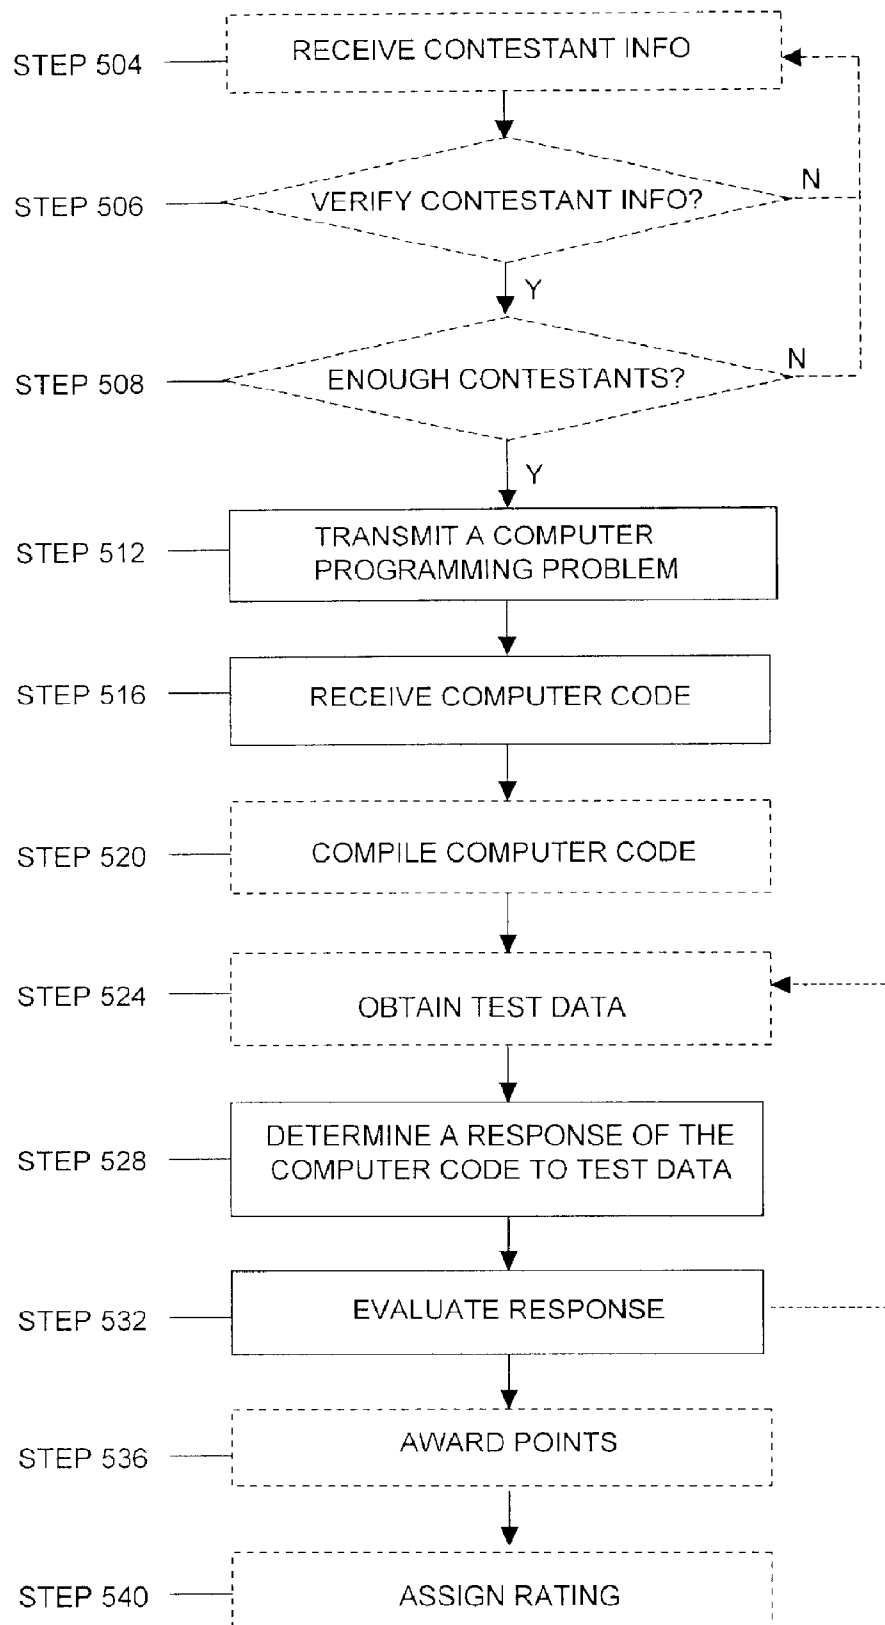 STEP 504
RECEIVE CONTESTANT INFO
STEP 506
VERIFY CONTESTANT INFO?
N
Y
STEP 508
ENOUGH CONTESTANTS?
N
Y
STEP 512
TRANSMIT A COMPUTER
PROGRAMMING PROBLEM
STEP 516
RECEIVE COMPUTER CODE
STEP 520
COMPILE COMPUTER CODE
STEP 524
OBTAIN TEST DATA
STEP 528
DETERMINE A RESPONSE OF THE
COMPUTER CODE TO TEST DATA
STEP 532
EVALUATE RESPONSE
STEP 536
AWARD POINTS
STEP 540
ASSIGN RATING